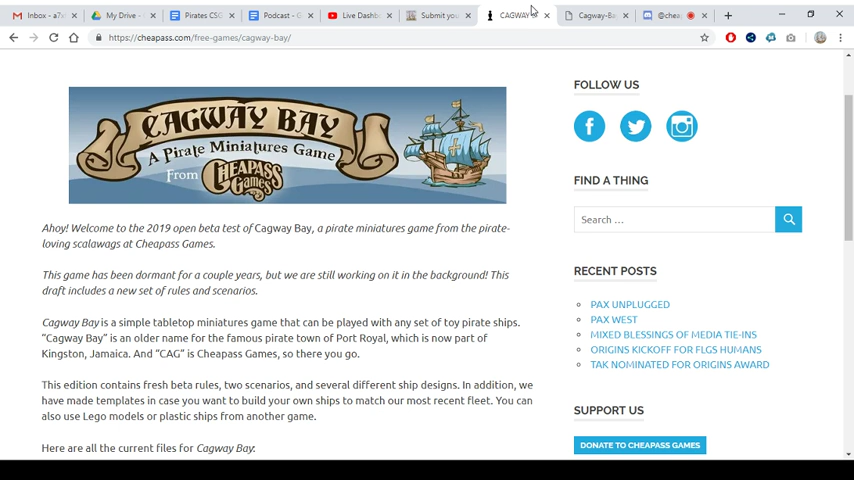 Inbox - a7x
My Drive -
Pirates CSG
Podcast - G
Live Dashb
Submit you
CAGWAY
Cagway-Ba
@cheap
https://cheapass.com/free-games/cagway-bay/
CAGWAY BAY
A Pirate Miniatures Game
From CHEAPASS Games
Ahoy! Welcome to the 2019 open beta test of Cagway Bay, a pirate miniatures game from the pirate-
loving scalawags at Cheapass Games.
This game has been dormant for a couple years, but we are still working on it in the background! This
draft includes a new set of rules and scenarios.
Cagway Bay is a simple tabletop miniatures game that can be played with any set of toy pirate ships.
“Cagway Bay” is an older name for the famous pirate town of Port Royal, which is now part of
Kingston, Jamaica. And “CAG” is Cheapass Games, so there you go.
This edition contains fresh beta rules, two scenarios, and several different ship designs. In addition, we
have made templates in case you want to build your own ships to match our most recent fleet. You can
also use Lego models or plastic ships from another game.
Here are all the current files for Cagway Bay:
FOLLOW US
FIND A THING
Search …
RECENT POSTS
PAX UNPLUGGED
PAX WEST
MIXED BLESSINGS OF MEDIA TIE-INS
ORIGINS KICKOFF FOR FLGS HUMANS
TAK NOMINATED FOR ORIGINS AWARD
SUPPORT US
DONATE TO CHEAPASS GAMES